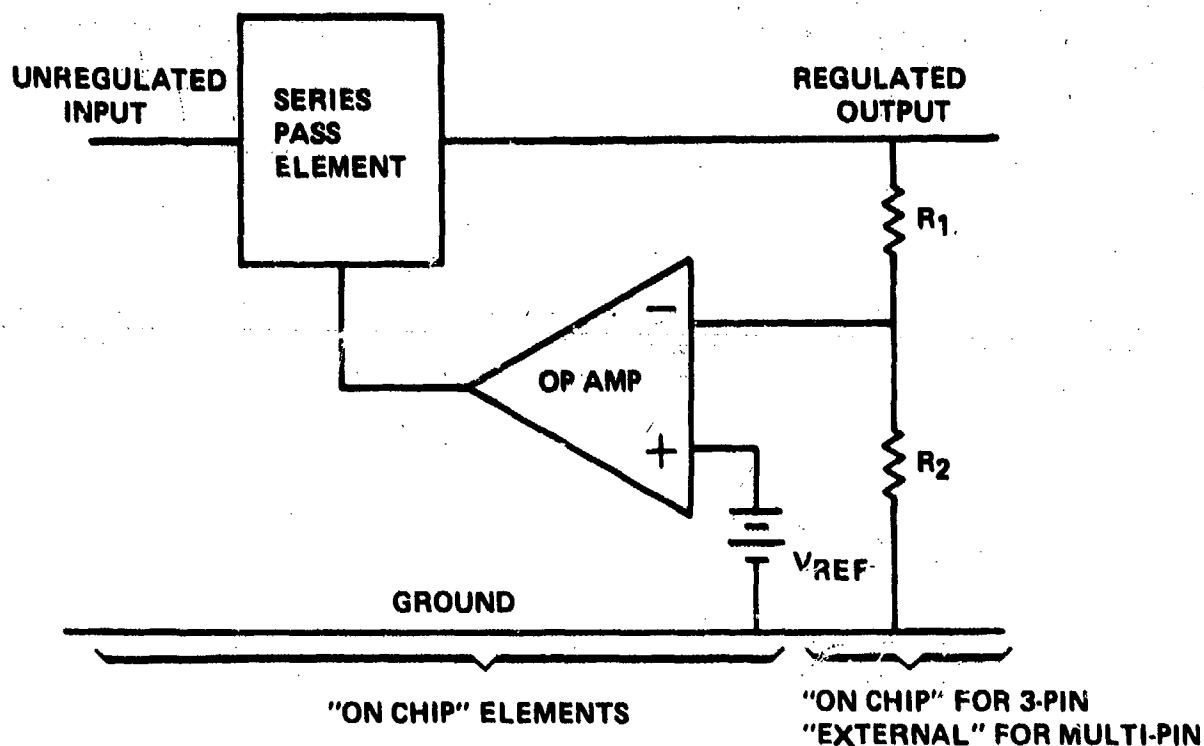 UNREGULATED
INPUT
SERIES
PASS
ELEMENT
REGULATED
OUTPUT
R1
−
OP AMP
+
R2
VREF
GROUND
"ON CHIP" ELEMENTS
"ON CHIP" FOR 3-PIN
"EXTERNAL" FOR MULTI-PIN